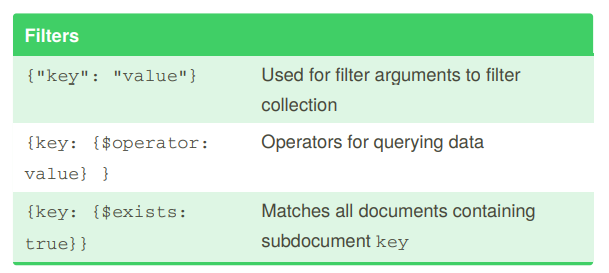 Filters
{"key": "value"} Used for filter arguments to filter
collection
{key: {$operator: Operators for querying data
value} }
{key: {$exists: Matches all documents containing
true}} subdocument key